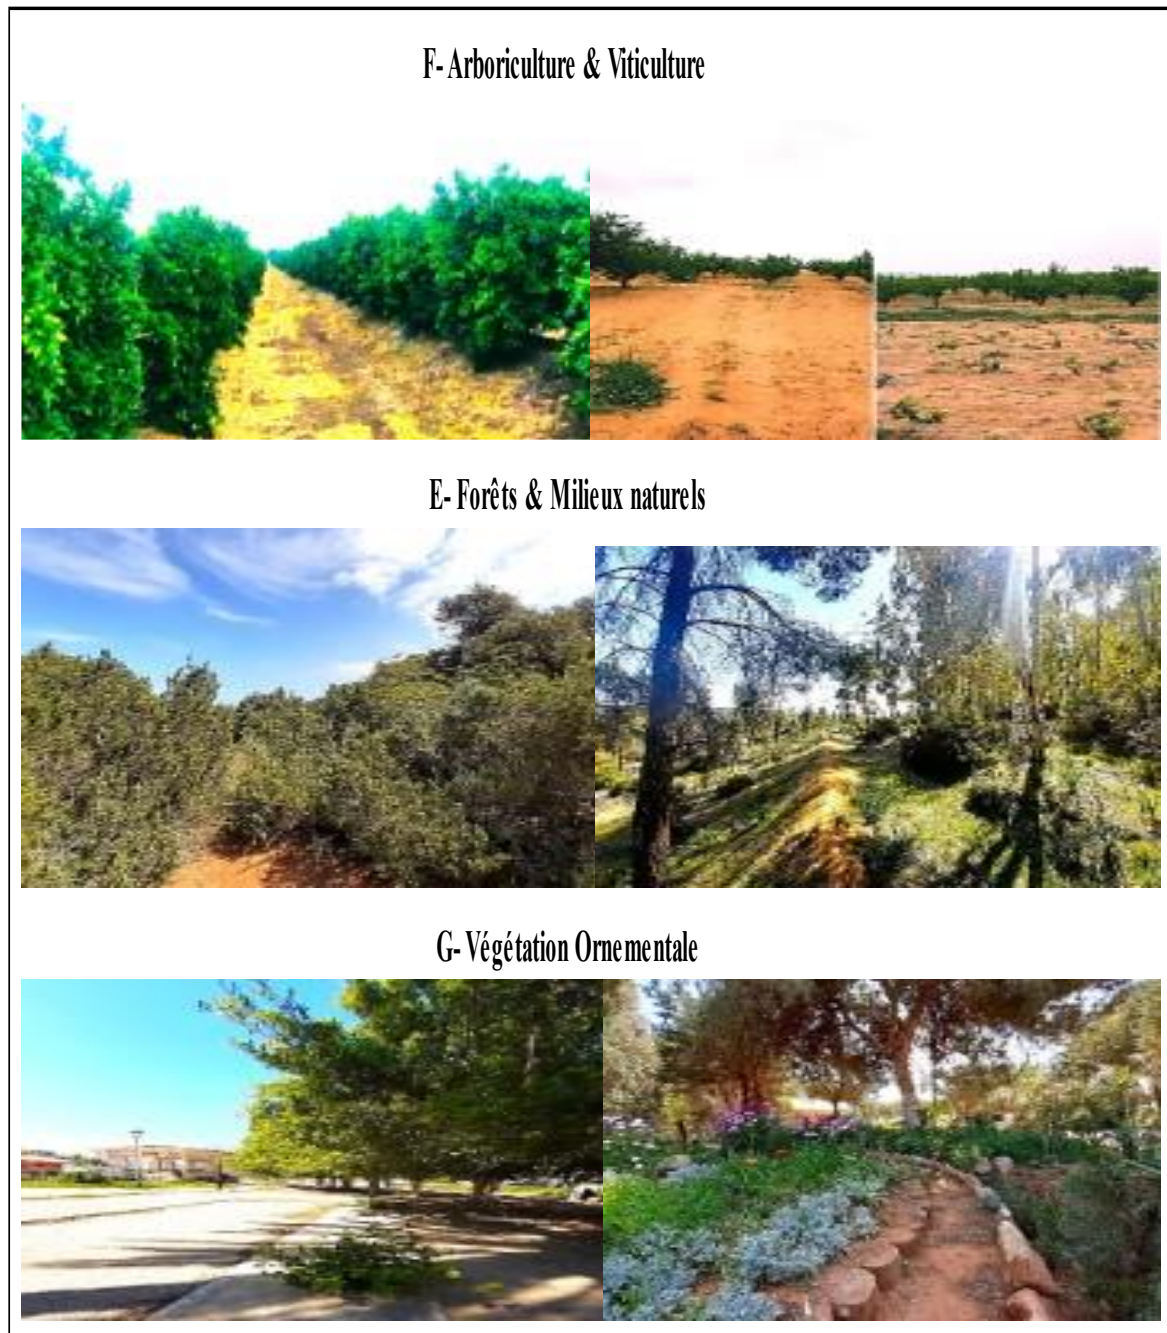 F- Arboriculture & Viticulture
E- Forêts & Milieux naturels
G- Végétation Ornementale